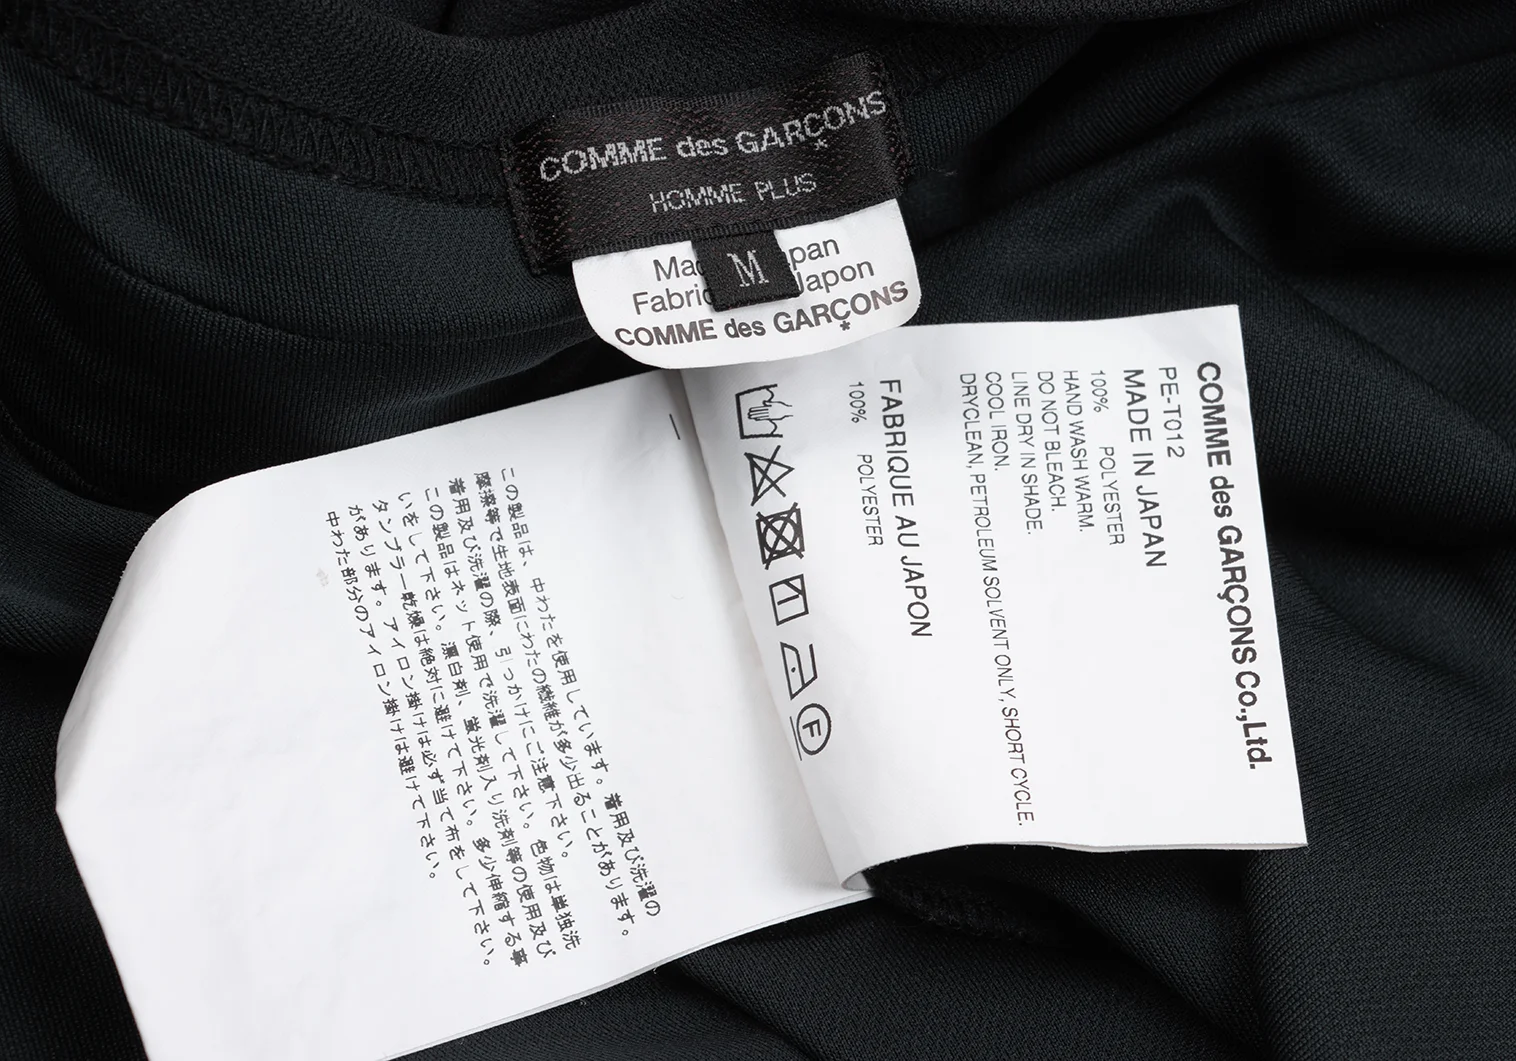 COMME des GARÇONS
*
HOMME PLUS
M
Mad pan
Fabric Japon
COMME des GARÇONS
*
COMME des GARÇONS Co., Ltd.
PE-T012
MADE IN JAPAN
100% POLYESTER
HAND WASH WARM.
DO NOT BLEACH.
LINE DRY IN SHADE.
COOL IRON.
DRYCLEAN, PETROLEUM SOLVENT ONLY, SHORT CYCLE.
FABRIQUE AU JAPON
100% POLYESTER
F
この製品は、中わたを使用しています。着用及び洗濯の
摩擦等で生地表面にわたの繊維が多少出ることがあります。
着用及び洗濯の際、引っかけにご注意下さい。色物は単独洗
この製品はネット使用で洗濯して下さい。
いをして下さい。漂白剤、蛍光剤入り洗剤等の使用及び
タンブラー乾燥は絶対に避けて下さい。多少伸縮する事
があります。アイロン掛けは必ず当て布をして下さい。
中わた部分のアイロン掛けは避けて下さい。